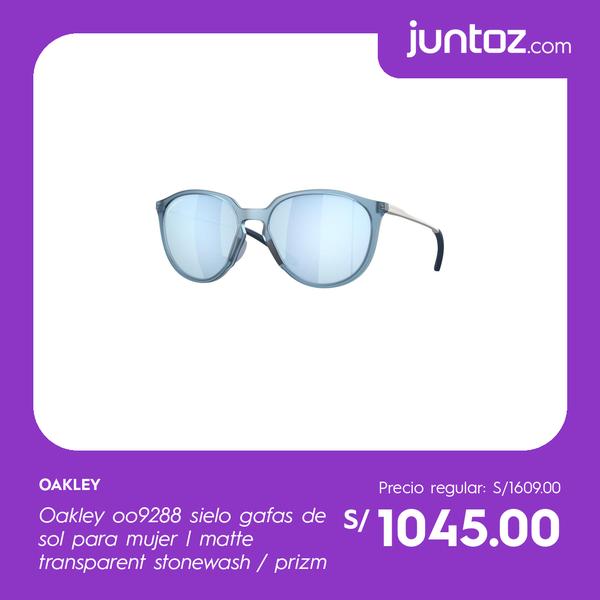 juntoz.com
OAKLEY
Oakley oo9288 sielo gafas de
sol para mujer | matte
transparent stonewash / prizm
Precio regular: S/1609.00
S/ 1045.00